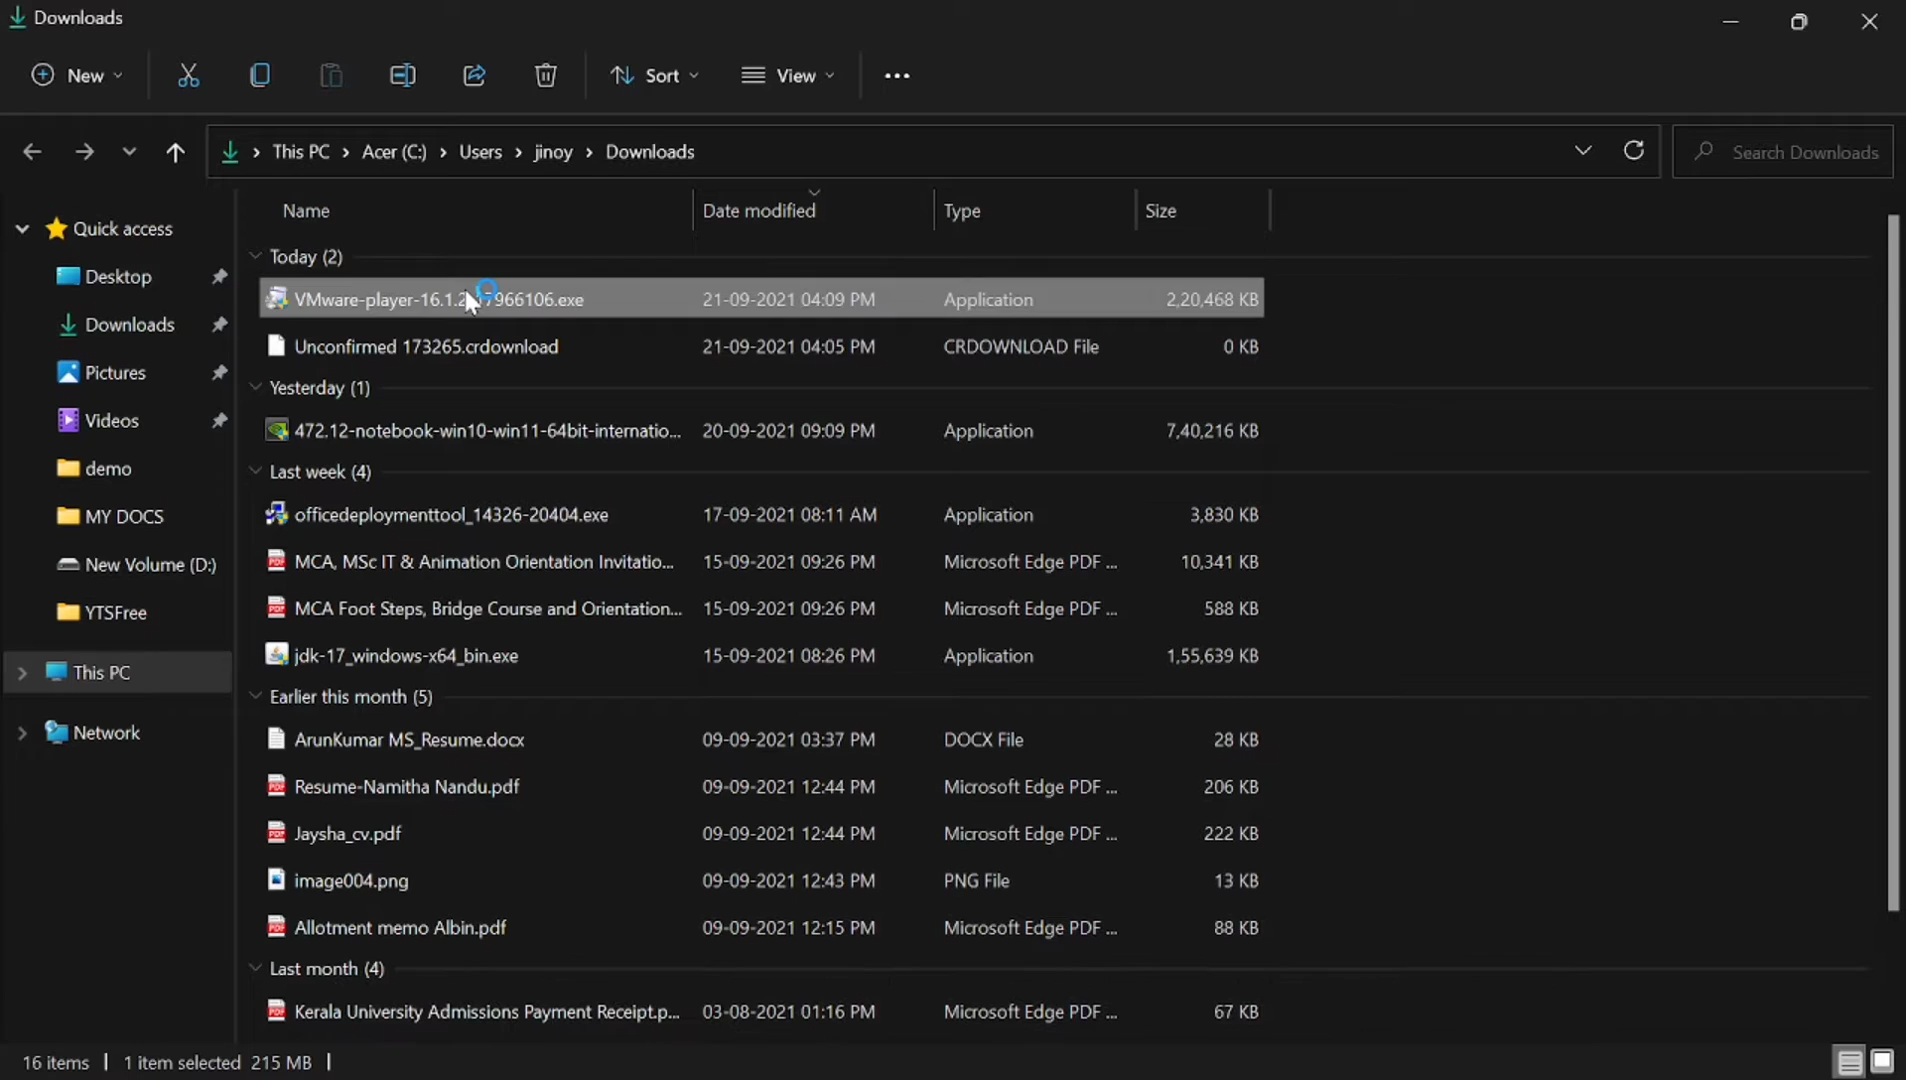 Downloads
New
Sort
View
This PC
Acer (C:)
Users
jinoy
Downloads
Search Downloads
Name
Date modified
Type
Size
Quick access
Desktop
Downloads
Pictures
Videos
demo
MY DOCS
New Volume (D:)
YTSFree
This PC
Network
Today (2)
VMware-player-16.1.2 966106.exe 21-09-2021 04:09 PM Application 2,20,468 KB
Unconfirmed 173265.crdownload 21-09-2021 04:05 PM CRDOWNLOAD File 0 KB
Yesterday (1)
472.12-notebook-win10-win11-64bit-internatio... 20-09-2021 09:09 PM Application 7,40,216 KB
Last week (4)
officedeploymenttool_14326-20404.exe 17-09-2021 08:11 AM Application 3,830 KB
MCA, MSc IT & Animation Orientation Invitatio... 15-09-2021 09:26 PM Microsoft Edge PDF ... 10,341 KB
MCA Foot Steps, Bridge Course and Orientation... 15-09-2021 09:26 PM Microsoft Edge PDF ... 588 KB
jdk-17_windows-x64_bin.exe 15-09-2021 08:26 PM Application 1,55,639 KB
Earlier this month (5)
ArunKumar MS_Resume.docx 09-09-2021 03:37 PM DOCX File 28 KB
Resume-Namitha Nandu.pdf 09-09-2021 12:44 PM Microsoft Edge PDF ... 206 KB
Jaysha_cv.pdf 09-09-2021 12:44 PM Microsoft Edge PDF ... 222 KB
image004.png 09-09-2021 12:43 PM PNG File 13 KB
Allotment memo Albin.pdf 09-09-2021 12:15 PM Microsoft Edge PDF ... 88 KB
Last month (4)
Kerala University Admissions Payment Receipt.p... 03-08-2021 01:16 PM Microsoft Edge PDF ... 67 KB
16 items 1 item selected 215 MB